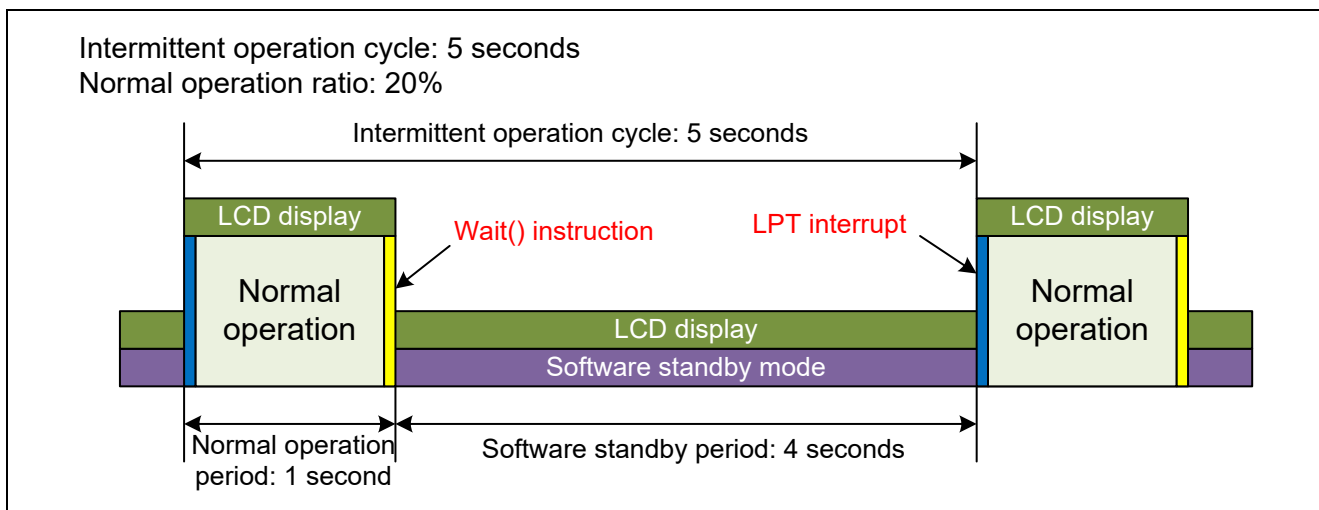 Intermittent operation cycle: 5 seconds
Normal operation ratio: 20%
Intermittent operation cycle: 5 seconds
LCD display
Wait() instruction
LPT interrupt
LCD display
Normal
operation
Normal
operation
LCD display
Software standby mode
Normal operation
period: 1 second
Software standby period: 4 seconds